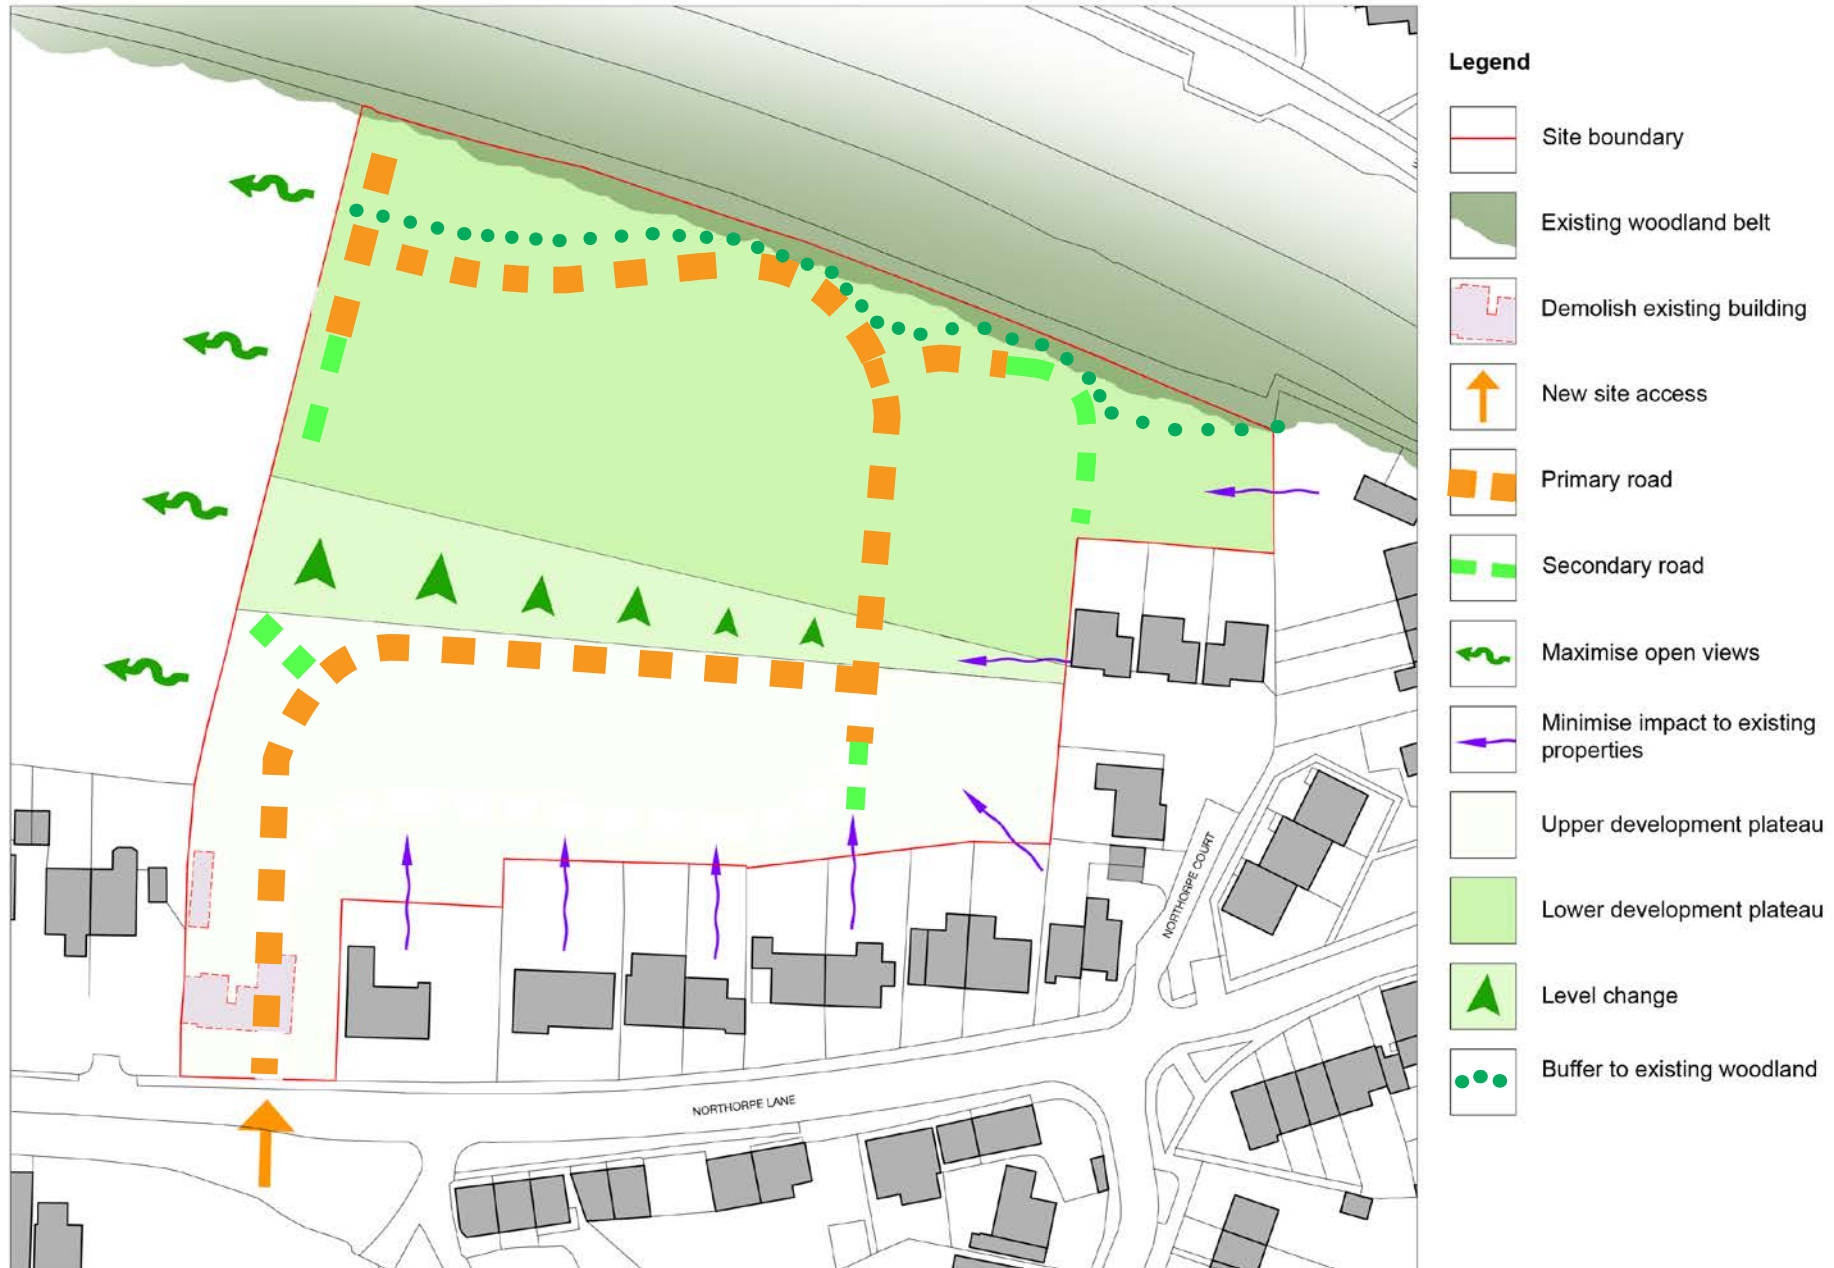 Legend
Site boundary
Existing woodland belt
Demolish existing building
New site access
Primary road
Secondary road
Maximise open views
Minimise impact to existing
properties
Upper development plateau
Lower development plateau
Level change
Buffer to existing woodland
NORTHORPE COURT
NORTHORPE LANE